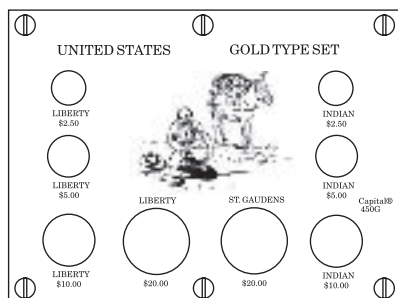 UNITED STATES GOLD TYPE SET
LIBERTY
$2.50
INDIAN
$2.50
LIBERTY
$5.00
INDIAN
$5.00
LIBERTY
ST. GAUDENS
Capital®
450G
LIBERTY
$10.00
$20.00
$20.00
INDIAN
$10.00